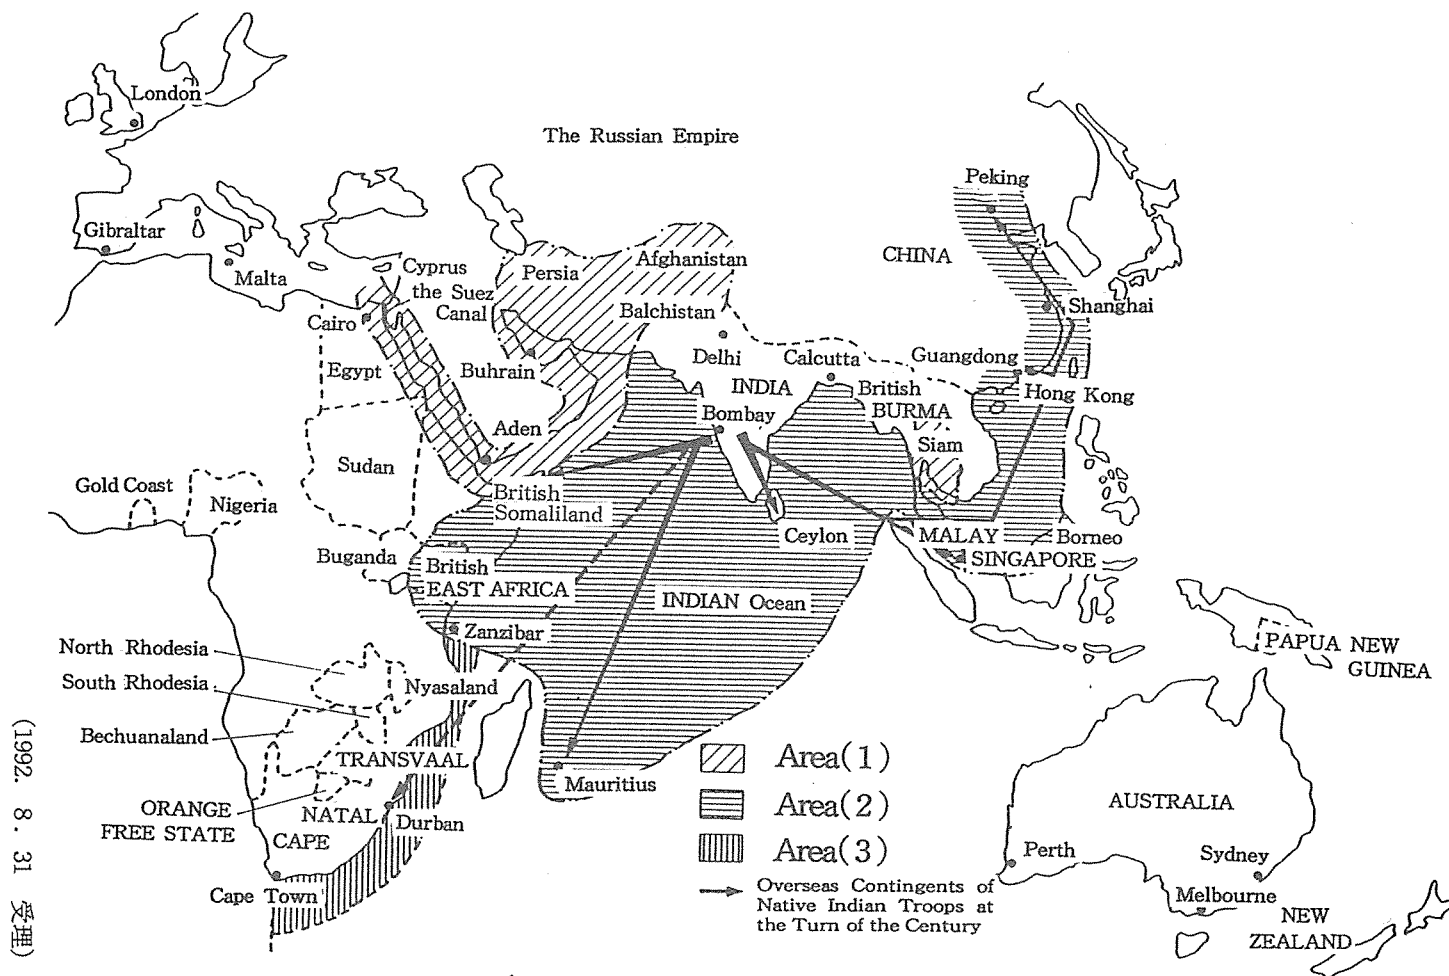 London
The Russian Empire
Peking
Gibraltar
Malta
Cyprus
the Suez
Canal
Persia
Afghanistan
CHINA
Balchistan
Shanghai
Cairo
Delhi
Calcutta
Guangdong
Egypt
Buhrain
INDIA
British
BURMA
Hong Kong
Bombay
Aden
Siam
Sudan
Gold Coast
Nigeria
British
Somaliland
Ceylon
MALAY
Borneo
SINGAPORE
Buganda
British
EAST AFRICA
INDIAN Ocean
Zanzibar
North Rhodesia
South Rhodesia
Nyasaland
Bechuanaland
TRANSVAAL
ORANGE
FREE STATE
NATAL
Durban
CAPE
Cape Town
Mauritius
PAPUA NEW
GUINEA
AUSTRALIA
Perth
Sydney
Melbourne
NEW
ZEALAND
Area(1)
Area(2)
Area(3)
Overseas Contingents of
Native Indian Troops at
the Turn of the Century
(1992. 8. 31 受理)